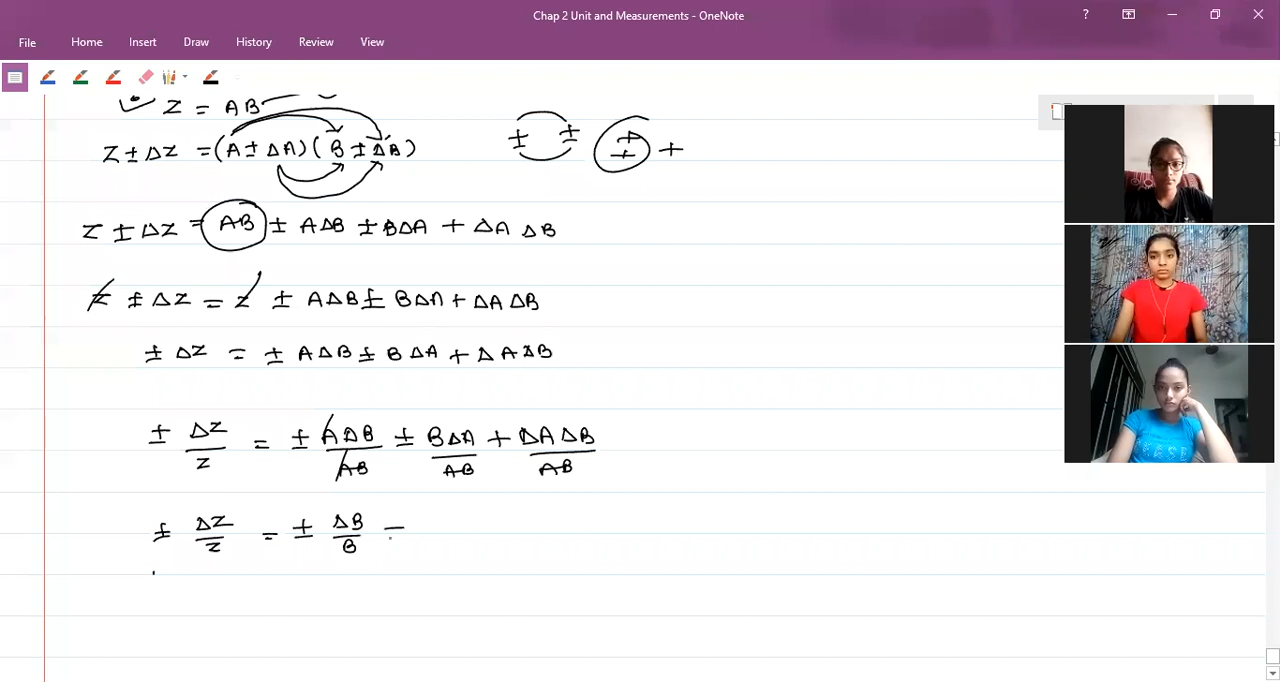 Chap 2 Unit and Measurements - OneNote
?
File Home Insert Draw History Review View
Z = AB
Z ± ΔZ = (A ± ΔA) (B ± ΔB)
± ± ± ± +
Z ± ΔZ = AB ± AΔB ± BΔA + ΔA ΔB
Z ± ΔZ = Z ± AΔB ± BΔA + ΔA ΔB
± ΔZ = ± AΔB ± BΔA + ΔAΔB
± ΔZ/Z = ± AΔB/AB ± BΔA/AB + ΔAΔB/AB
± ΔZ/Z = ± ΔB/B –